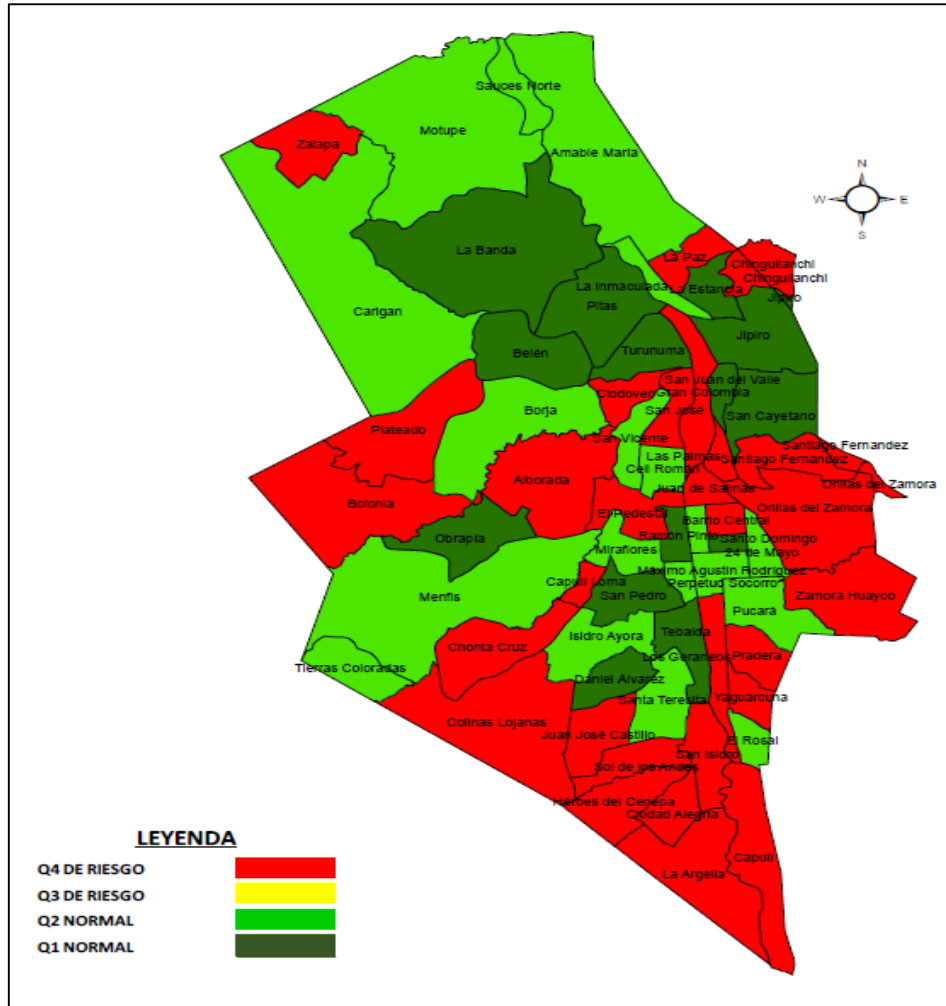 Sauces Norte
Motupe
Zalapa
Amable María
N
W E
S
La Banda
La Paz
Chinguilanchi
Chinguilanchi
La Inmaculada
La Estancia
Jipiro
Pitas
Carigan
Jipiro
Turunuma
Belén
San Juan del Valle
Clodoveo
Gran Colombia
Borja
San José
San Cayetano
Plateado
San Vicente
Santiago Fernandez
Las Palmas
Santiago Fernandez
Celi Román
Alborada
Juan de Salinas
Orillas del Zamora
Bolonia
Orillas del Zamora
El Pedestal
Barrio Central
Ramón Pinto
Santo Domingo
Obrapia
Miraflores
24 de Mayo
Máximo Agustín Rodríguez
Capulí Loma
Perpetuo Socorro
Menfis
San Pedro
Zamora Huayco
Pucará
Isidro Ayora
Tebaida
Chonta Cruz
Los Geraneos
Pradera
Tierras Coloradas
Daniel Álvarez
Santa Teresita
Yaguarcuna
Colinas Lojanas
Juan José Castillo
El Rosal
San Isidro
Sol de los Andes
Héroes del Cenepa
Ciudad Alegría
Capulí
La Argelia
LEYENDA
Q4 DE RIESGO
Q3 DE RIESGO
Q2 NORMAL
Q1 NORMAL